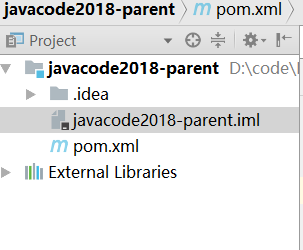 javacode2018-parent pom.xml
Project
javacode2018-parent D:\code\
.idea
javacode2018-parent.iml
pom.xml
External Libraries